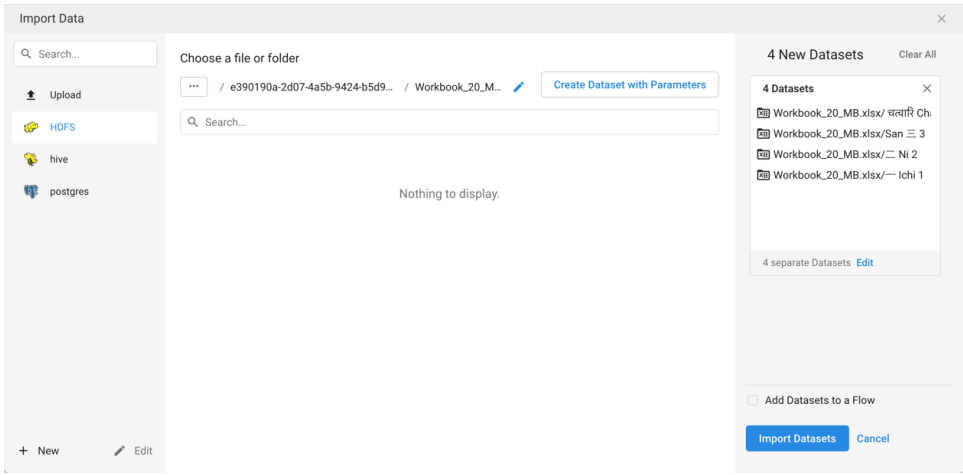 Import Data
Search...
Upload
HDFS
hive
postgres
+ New
Edit
Choose a file or folder
... / e390190a-2d07-4a5b-9424-b5d9... / Workbook_20_M...
Create Dataset with Parameters
Search...
Nothing to display.
4 New Datasets
Clear All
4 Datasets
Workbook_20_MB.xlsx/ चत्वारि Cha
Workbook_20_MB.xlsx/San 三 3
Workbook_20_MB.xlsx/二 Ni 2
Workbook_20_MB.xlsx/一 Ichi 1
4 separate Datasets Edit
Add Datasets to a Flow
Import Datasets
Cancel